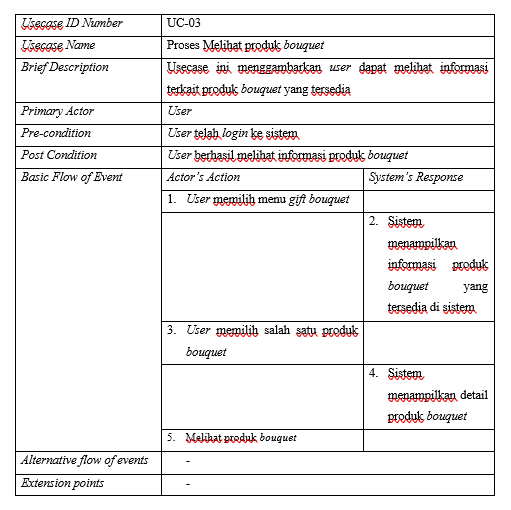 Usecase ID Number UC-03
Usecase Name Proses Melihat produk bouquet
Brief Description Usecase ini menggambarkan user dapat melihat informasi
terkait produk bouquet yang tersedia
Primary Actor User
Pre-condition User telah login ke sistem
Post Condition User berhasil melihat informasi produk bouquet
Basic Flow of Event Actor's Action System's Response
1. User memilih menu gift bouquet
2. Sistem
menampilkan
informasi produk
bouquet yang
tersedia di sistem
3. User memilih salah satu produk
bouquet
4. Sistem
menampilkan detail
produk bouquet
5. Melihat produk bouquet
Alternative flow of events -
Extension points -